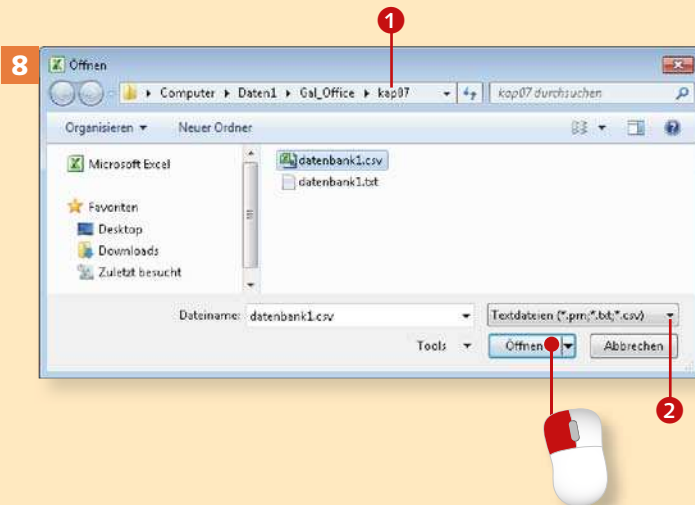 1
8
Öffnen
Computer ▸ Daten1 ▸ Gal_Office ▸ kap07
kap07 durchsuchen
Organisieren
Neuer Ordner
Microsoft Excel
datenbank1.csv
datenbank1.txt
Favoriten
Desktop
Downloads
Zuletzt besucht
Dateiname: datenbank1.csv
Textdateien (*.prn;*.txt;*.csv)
Tools
Öffnen
Abbrechen
2